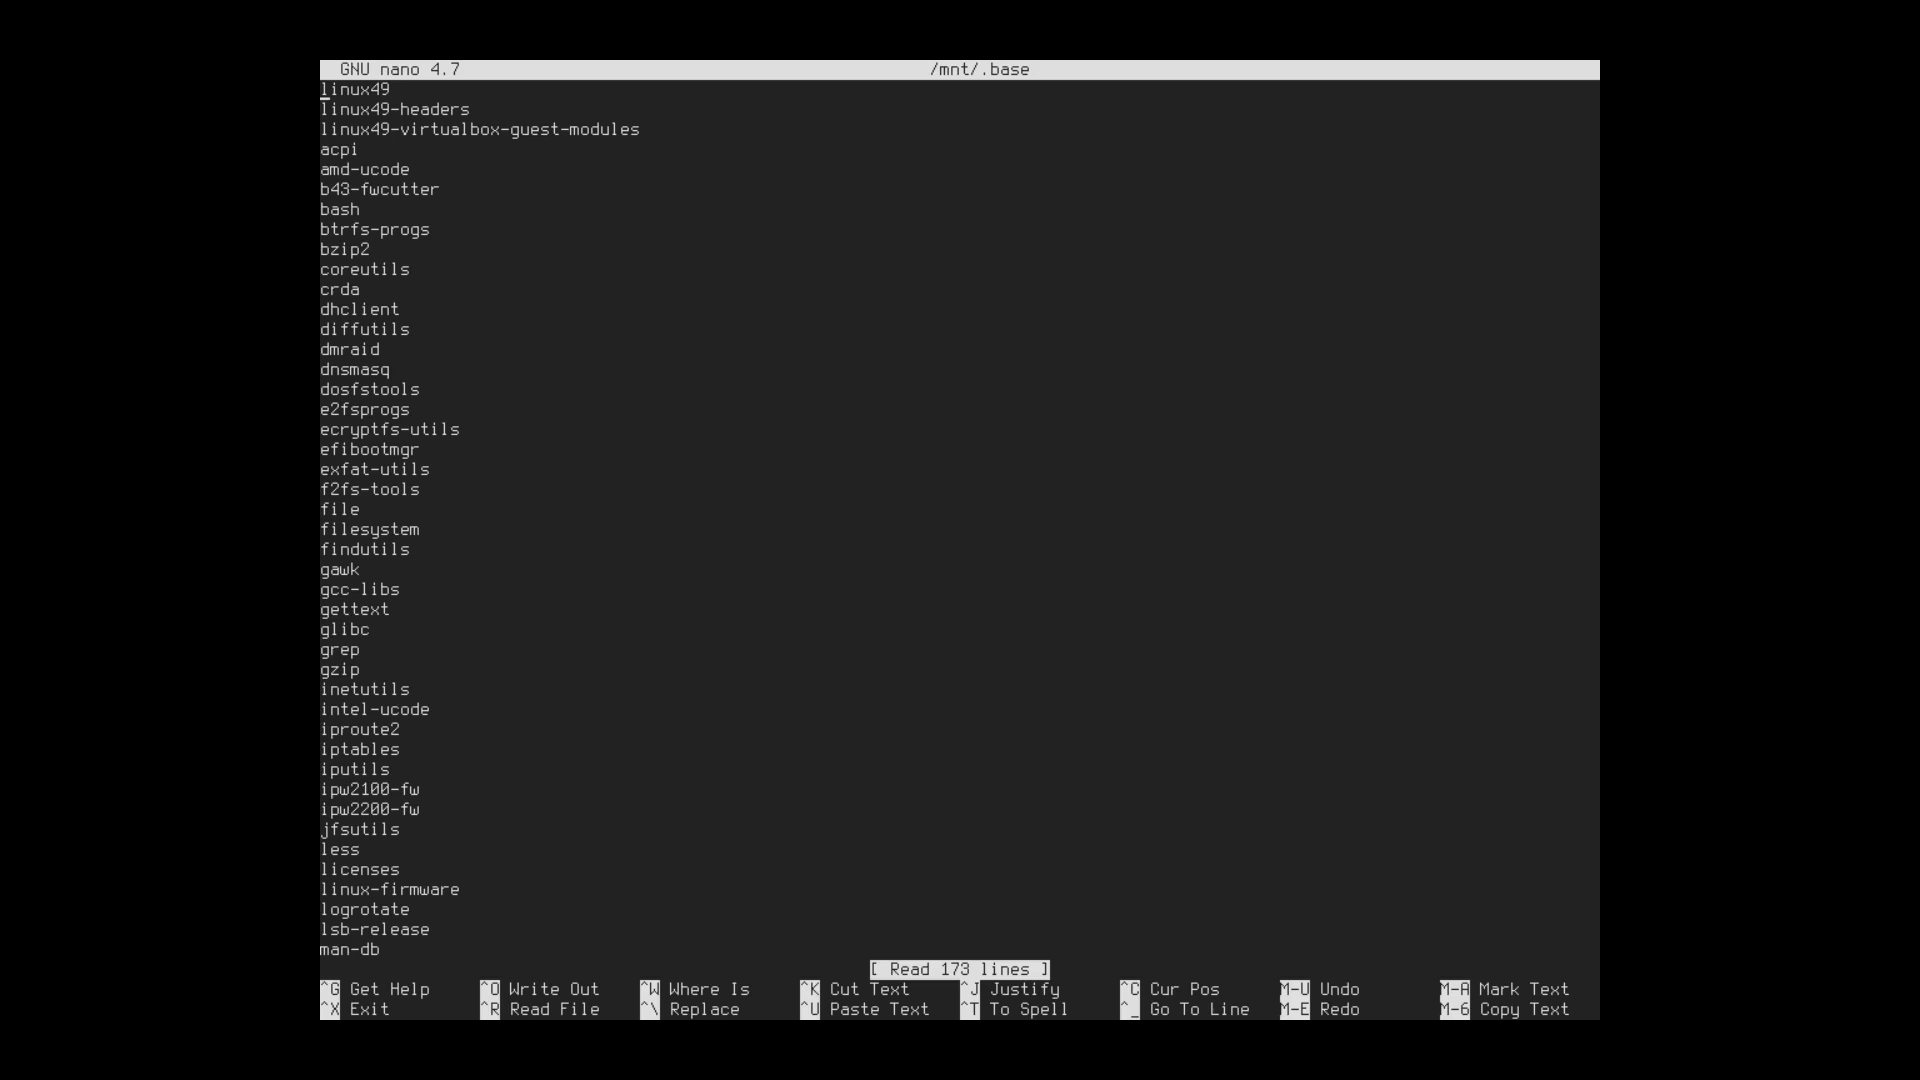 GNU nano 4.7 /mnt/.base
linux49
linux49-headers
linux49-virtualbox-guest-modules
acpi
amd-ucode
b43-fwcutter
bash
btrfs-progs
bzip2
coreutils
crda
dhclient
diffutils
dmraid
dnsmasq
dosfstools
e2fsprogs
ecryptfs-utils
efibootmgr
exfat-utils
f2fs-tools
file
filesystem
findutils
gawk
gcc-libs
gettext
glibc
grep
gzip
inetutils
intel-ucode
iproute2
iptables
iputils
ipw2100-fw
ipw2200-fw
jfsutils
less
licenses
linux-firmware
logrotate
lsb-release
man-db
[ Read 173 lines ]
^G Get Help ^O Write Out ^W Where Is ^K Cut Text ^J Justify ^C Cur Pos M-U Undo M-A Mark Text
^X Exit ^R Read File ^\ Replace ^U Paste Text ^T To Spell ^_ Go To Line M-E Redo M-6 Copy Text